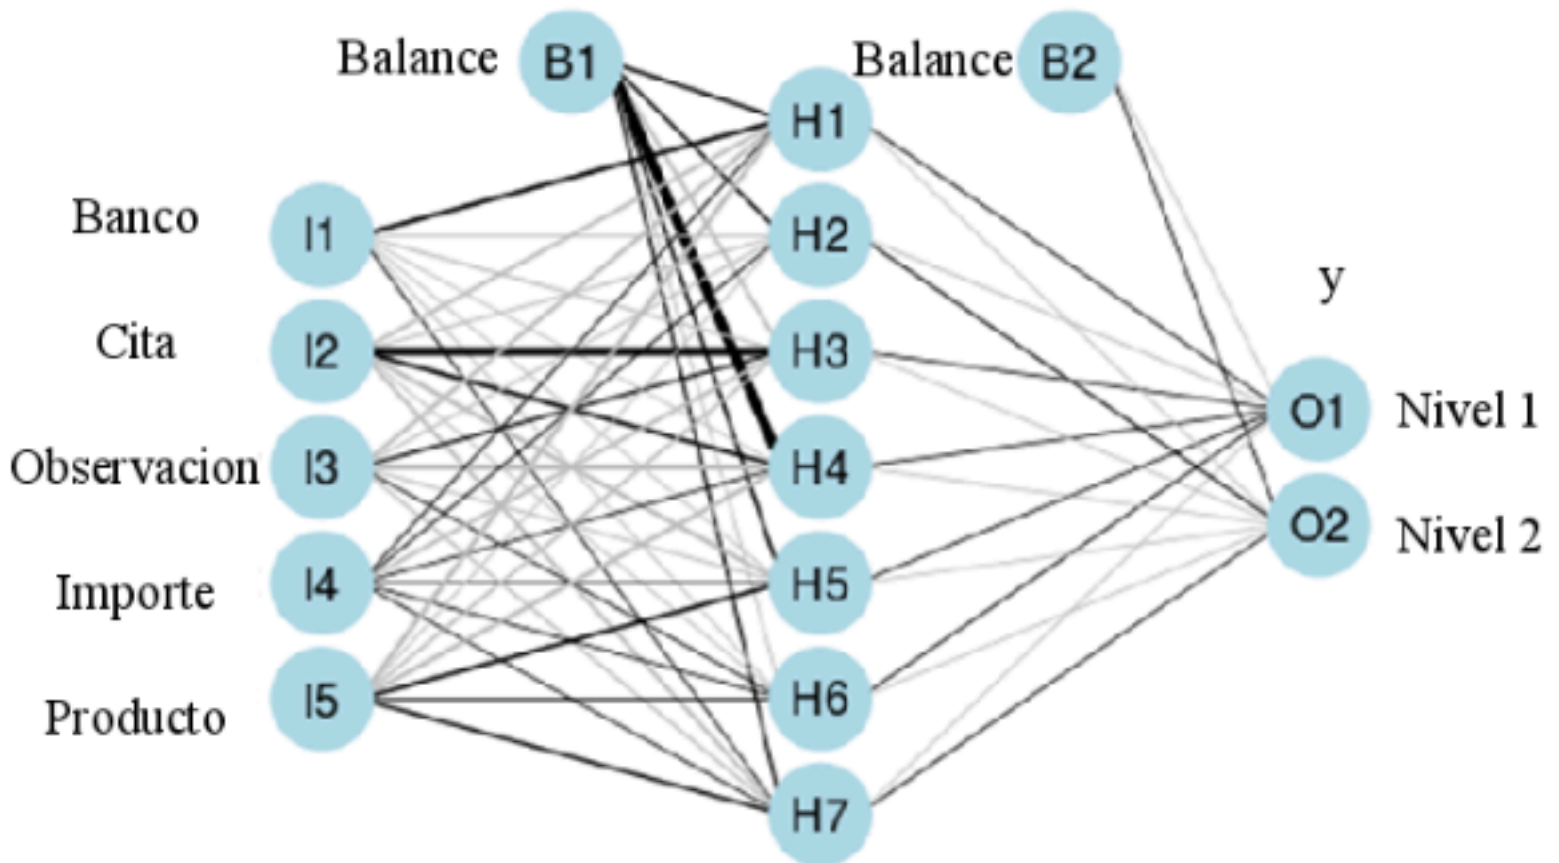 Balance B1
Balance B2
H1
Banco I1
H2
y
Cita I2
H3
O1 Nivel 1
Observacion I3
H4
O2 Nivel 2
Importe I4
H5
Producto I5
H6
H7